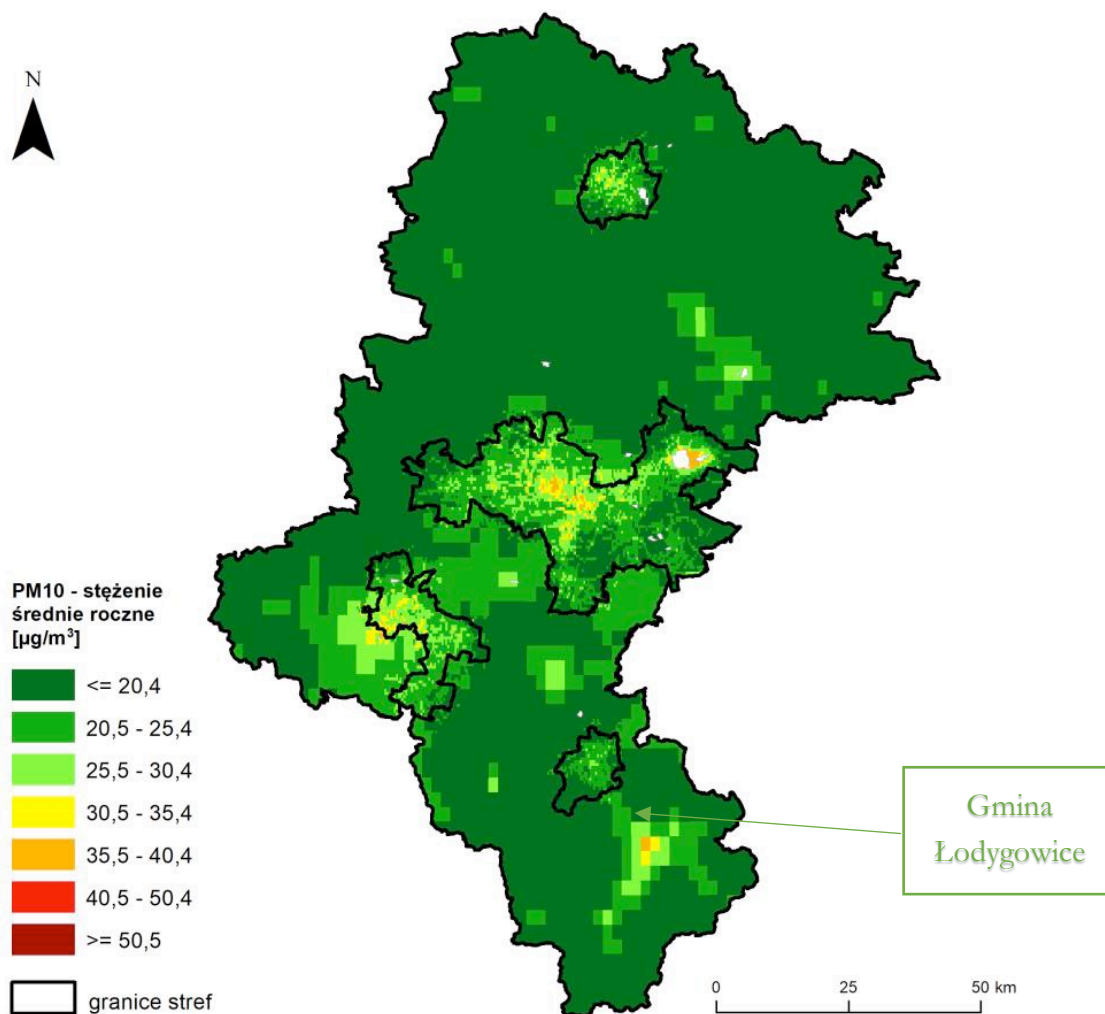 N
PM10 - stężenie
średnie roczne
[µg/m³]
<= 20,4
20,5 - 25,4
25,5 - 30,4
30,5 - 35,4
35,5 - 40,4
40,5 - 50,4
>= 50,5
granice stref
Gmina
Łodygowice
0 25 50 km